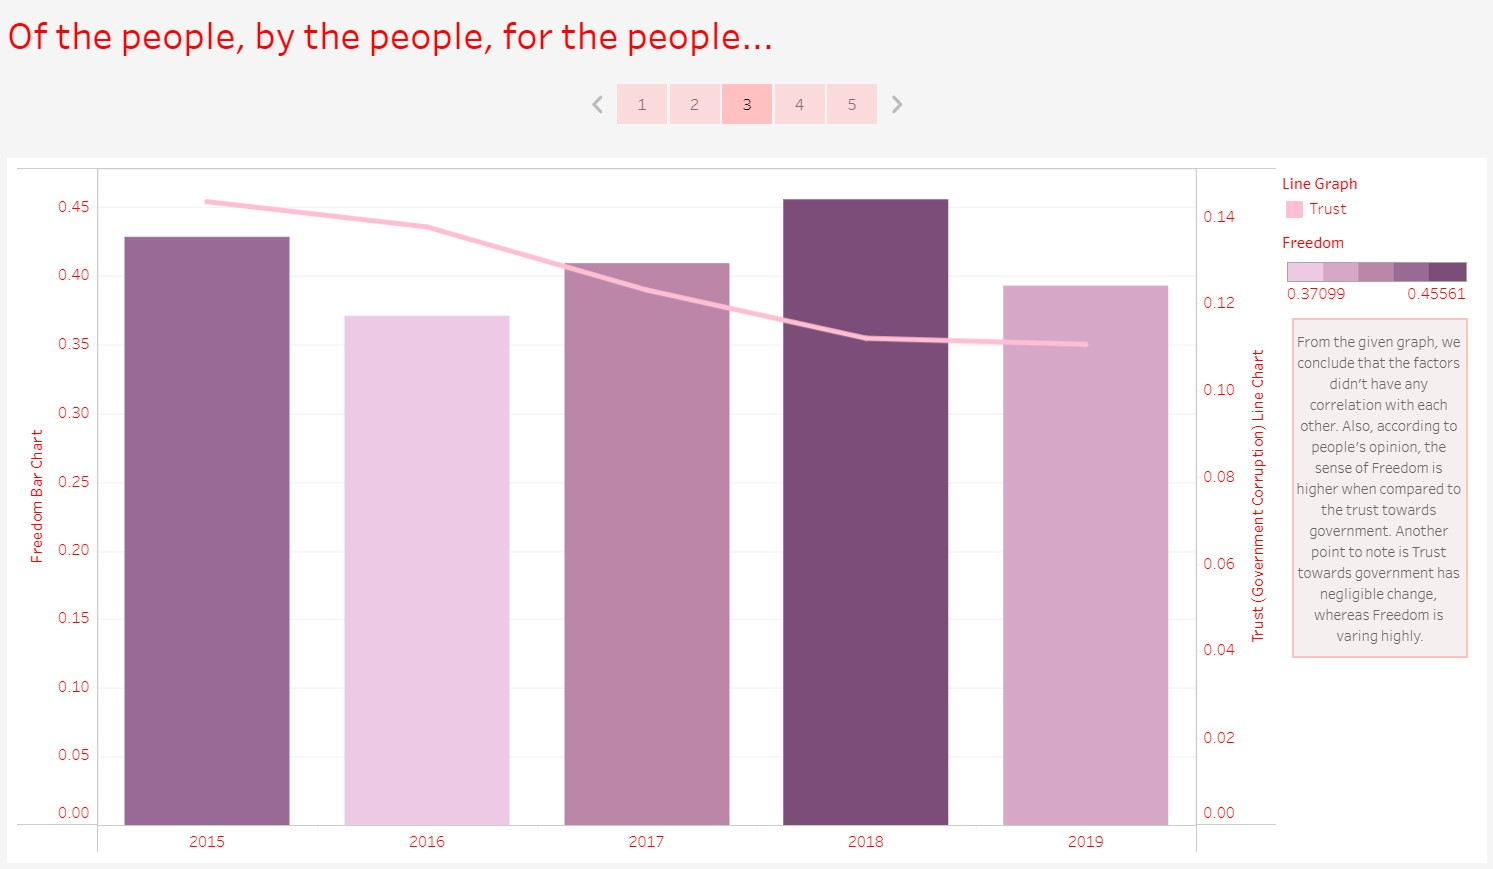 Of the people, by the people, for the people...
1 2 3 4 5
Freedom Bar Chart
0.45
0.40
0.35
0.30
0.25
0.20
0.15
0.10
0.05
0.00
2015 2016 2017 2018 2019
0.14
0.12
0.10
0.08
0.06
0.04
0.02
0.00
Trust (Government Corruption) Line Chart
Line Graph
Trust
Freedom
0.37099 0.45561
From the given graph, we
conclude that the factors
didn't have any
correlation with each
other. Also, according to
people's opinion, the
sense of Freedom is
higher when compared to
the trust towards
government. Another
point to note is Trust
towards government has
negligible change,
whereas Freedom is
varing highly.